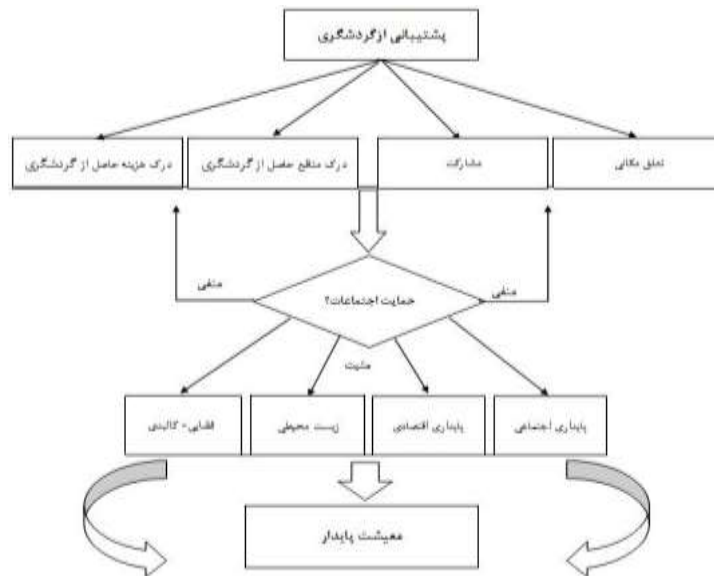 پشتیبانی ازگردشگری
تعلق مکانی
مشارکت
درک منافع حاصل از گردشگری
درک هزینه حاصل از گردشگری
منفی
حمایت اجتماعات؟
منفی
مثبت
پایداری اجتماعی
پایداری اقتصادی
زیست محیطی
فضایی- کالبدی
معیشت پایدار